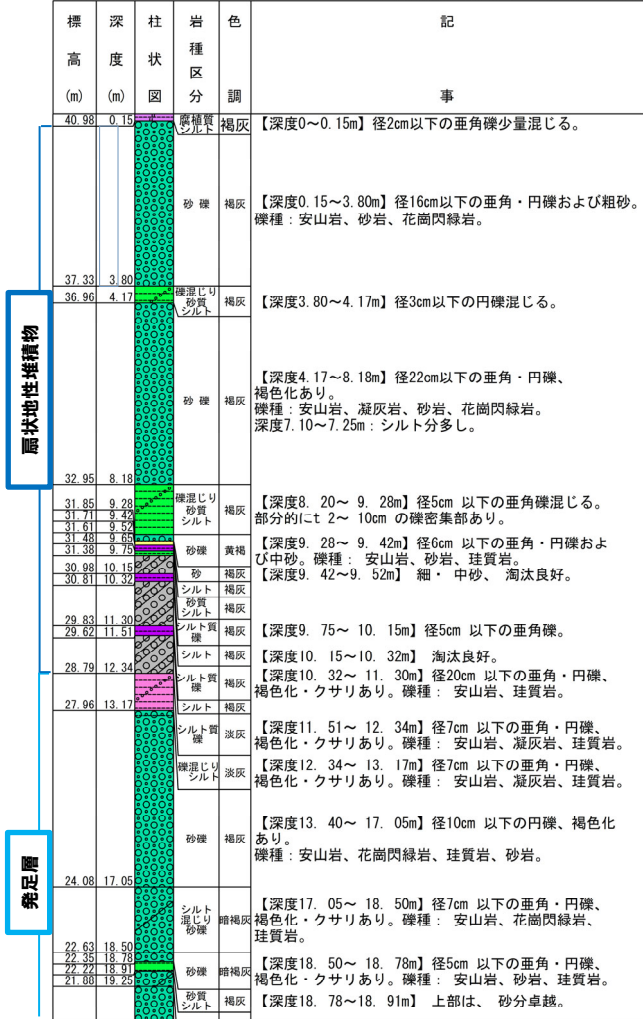 標高(m)
深度(m)
柱状図
岩種区分
色調
記事
扇状地性堆積物
発足層
40.98 0.15 腐植質シルト 褐灰 【深度0～0.15m】径2cm以下の亜角礫少量混じる。
砂 礫 褐灰 【深度0.15～3.80m】径16cm以下の亜角・円礫および粗砂。
礫種：安山岩、砂岩、花崗閃緑岩。
37.33 3.80
36.96 4.17
礫混じり砂質シルト 褐灰 【深度3.80～4.17m】径3cm以下の円礫混じる。
砂 礫 褐灰 【深度4.17～8.18m】径22cm以下の亜角・円礫、
褐色化あり。
礫種：安山岩、凝灰岩、砂岩、花崗閃緑岩。
深度7.10～7.25m：シルト分多し。
32.95 8.18
31.85 9.28
31.71 9.42
31.61 9.52
31.48 9.65
31.38 9.75
30.98 10.15
30.81 10.32
29.83 11.30
29.62 11.51
28.79 12.34
27.96 13.17
礫混じり砂質シルト 褐灰 【深度8. 20～ 9. 28m】径5cm 以下の亜角礫混じる。
部分的にt 2～ 10cm の礫密集部あり。
砂礫 黄褐 【深度9. 28～ 9. 42m】径6cm 以下の亜角・円礫およ
び中砂。礫種： 安山岩、砂岩、珪質岩。
砂 褐灰 【深度9. 42～9. 52m】 細・ 中砂、 淘汰良好。
シルト 褐灰
砂質シルト 褐灰
シルト質礫 褐灰 【深度9. 75～ 10. 15m】径5cm 以下の亜角礫。
シルト 褐灰 【深度10. 15～10. 32m】 淘汰良好。
シルト質礫 褐灰 【深度10. 32～ 11. 30m】径20cm 以下の亜角・円礫、
褐色化・クサリあり。礫種： 安山岩、珪質岩。
シルト 褐灰
シルト質礫 淡灰 【深度11. 51～ 12. 34m】径7cm 以下の亜角・円礫、
褐色化・クサリあり。礫種： 安山岩、凝灰岩、珪質岩。
礫混じりシルト 淡灰 【深度12. 34～ 13. 17m】径7cm 以下の亜角・円礫、
褐色化・クサリあり。礫種： 安山岩、凝灰岩、珪質岩。
砂礫 褐灰 【深度13. 40～ 17. 05m】径10cm 以下の円礫、褐色化
あり。
礫種：安山岩、花崗閃緑岩、珪質岩、砂岩。
24.08 17.05
シルト混じり砂礫 暗褐灰 【深度17. 05～ 18. 50m】径7cm 以下の亜角・円礫、
褐色化・クサリあり。礫種： 安山岩、花崗閃緑岩、
珪質岩。
22.63 18.50
22.35 18.78
22.22 18.91
21.88 19.25
砂礫 暗褐灰 【深度18. 50～ 18. 78m】径5cm 以下の亜角・円礫、
褐色化・クサリあり。礫種： 安山岩、砂岩、珪質岩。
砂質シルト 褐灰 【深度18. 78～18. 91m】 上部は、 砂分卓越。